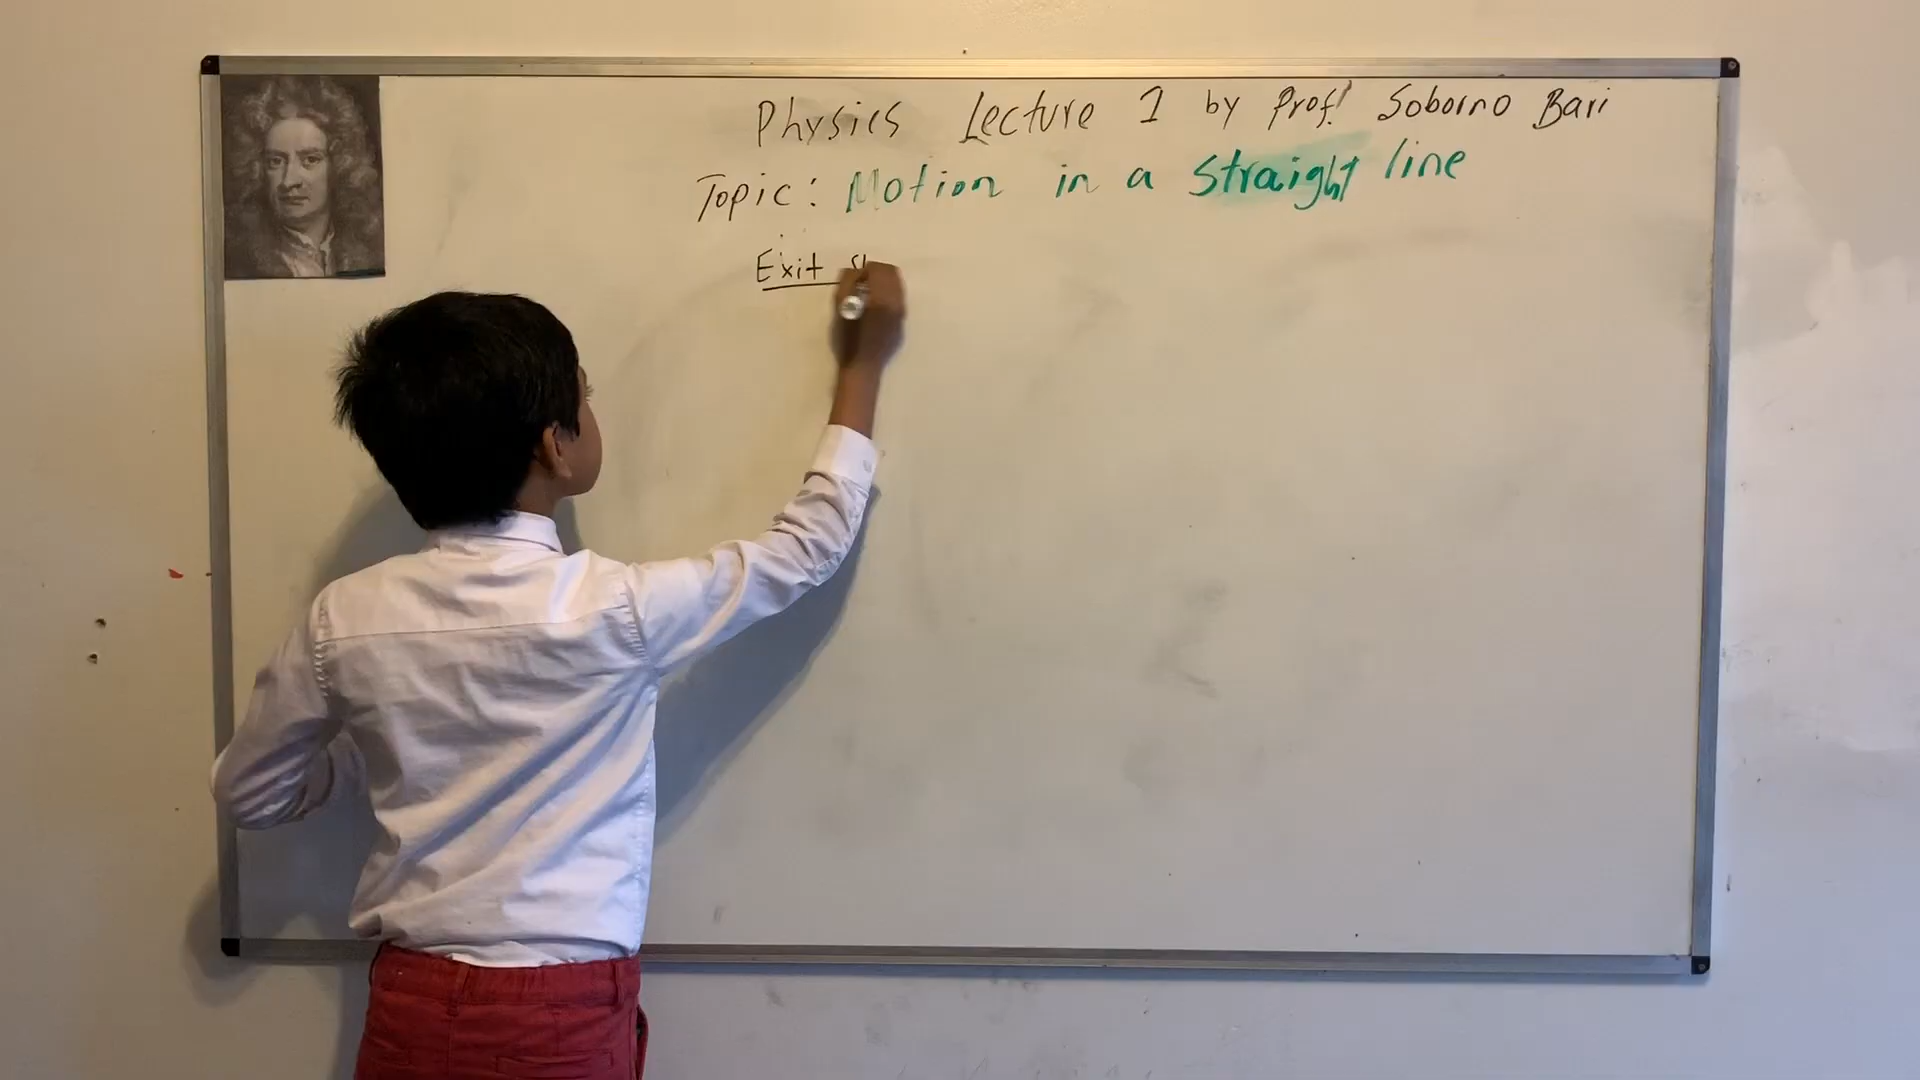 Physics Lecture 1 by Prof. Soborno Bari
Topic: Motion in a straight line
Exit